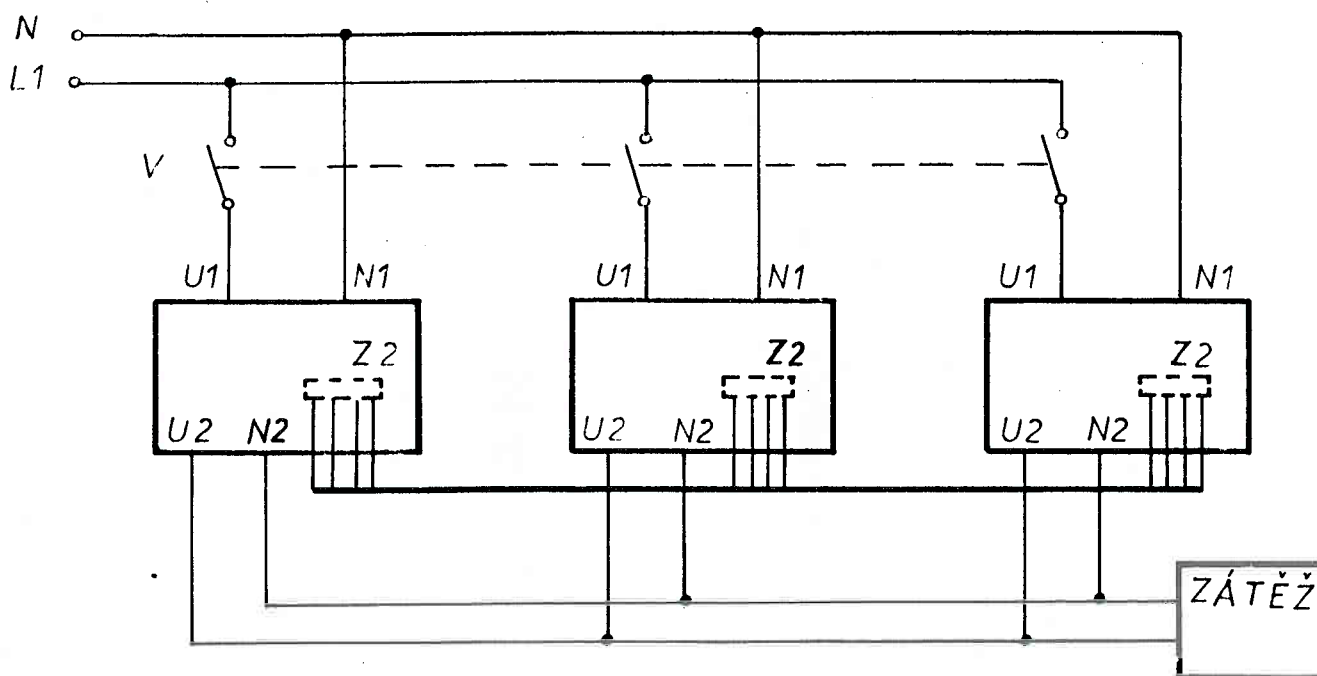 N
L1
V
U1 N1 U1 N1 U1 N1
Z2 Z2 Z2
U2 N2 U2 N2 U2 N2
ZÁTĚŽ